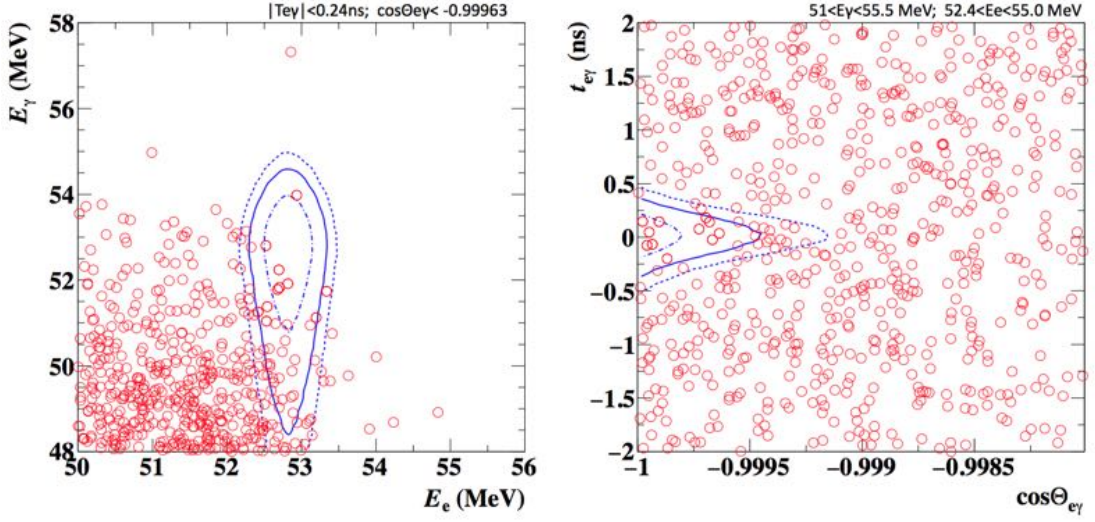 |Teγ|<0.24ns; cosΘeγ< -0.99963
58
56
54
52
50
48
50 51 52 53 54 55 56
Eγ (MeV)
Ee (MeV)
51<Eγ<55.5 MeV; 52.4<Ee<55.0 MeV
2
1.5
1
0.5
0
−0.5
−1
−1.5
−2
−1 −0.9995 −0.999 −0.9985
teγ (ns)
cosΘeγ